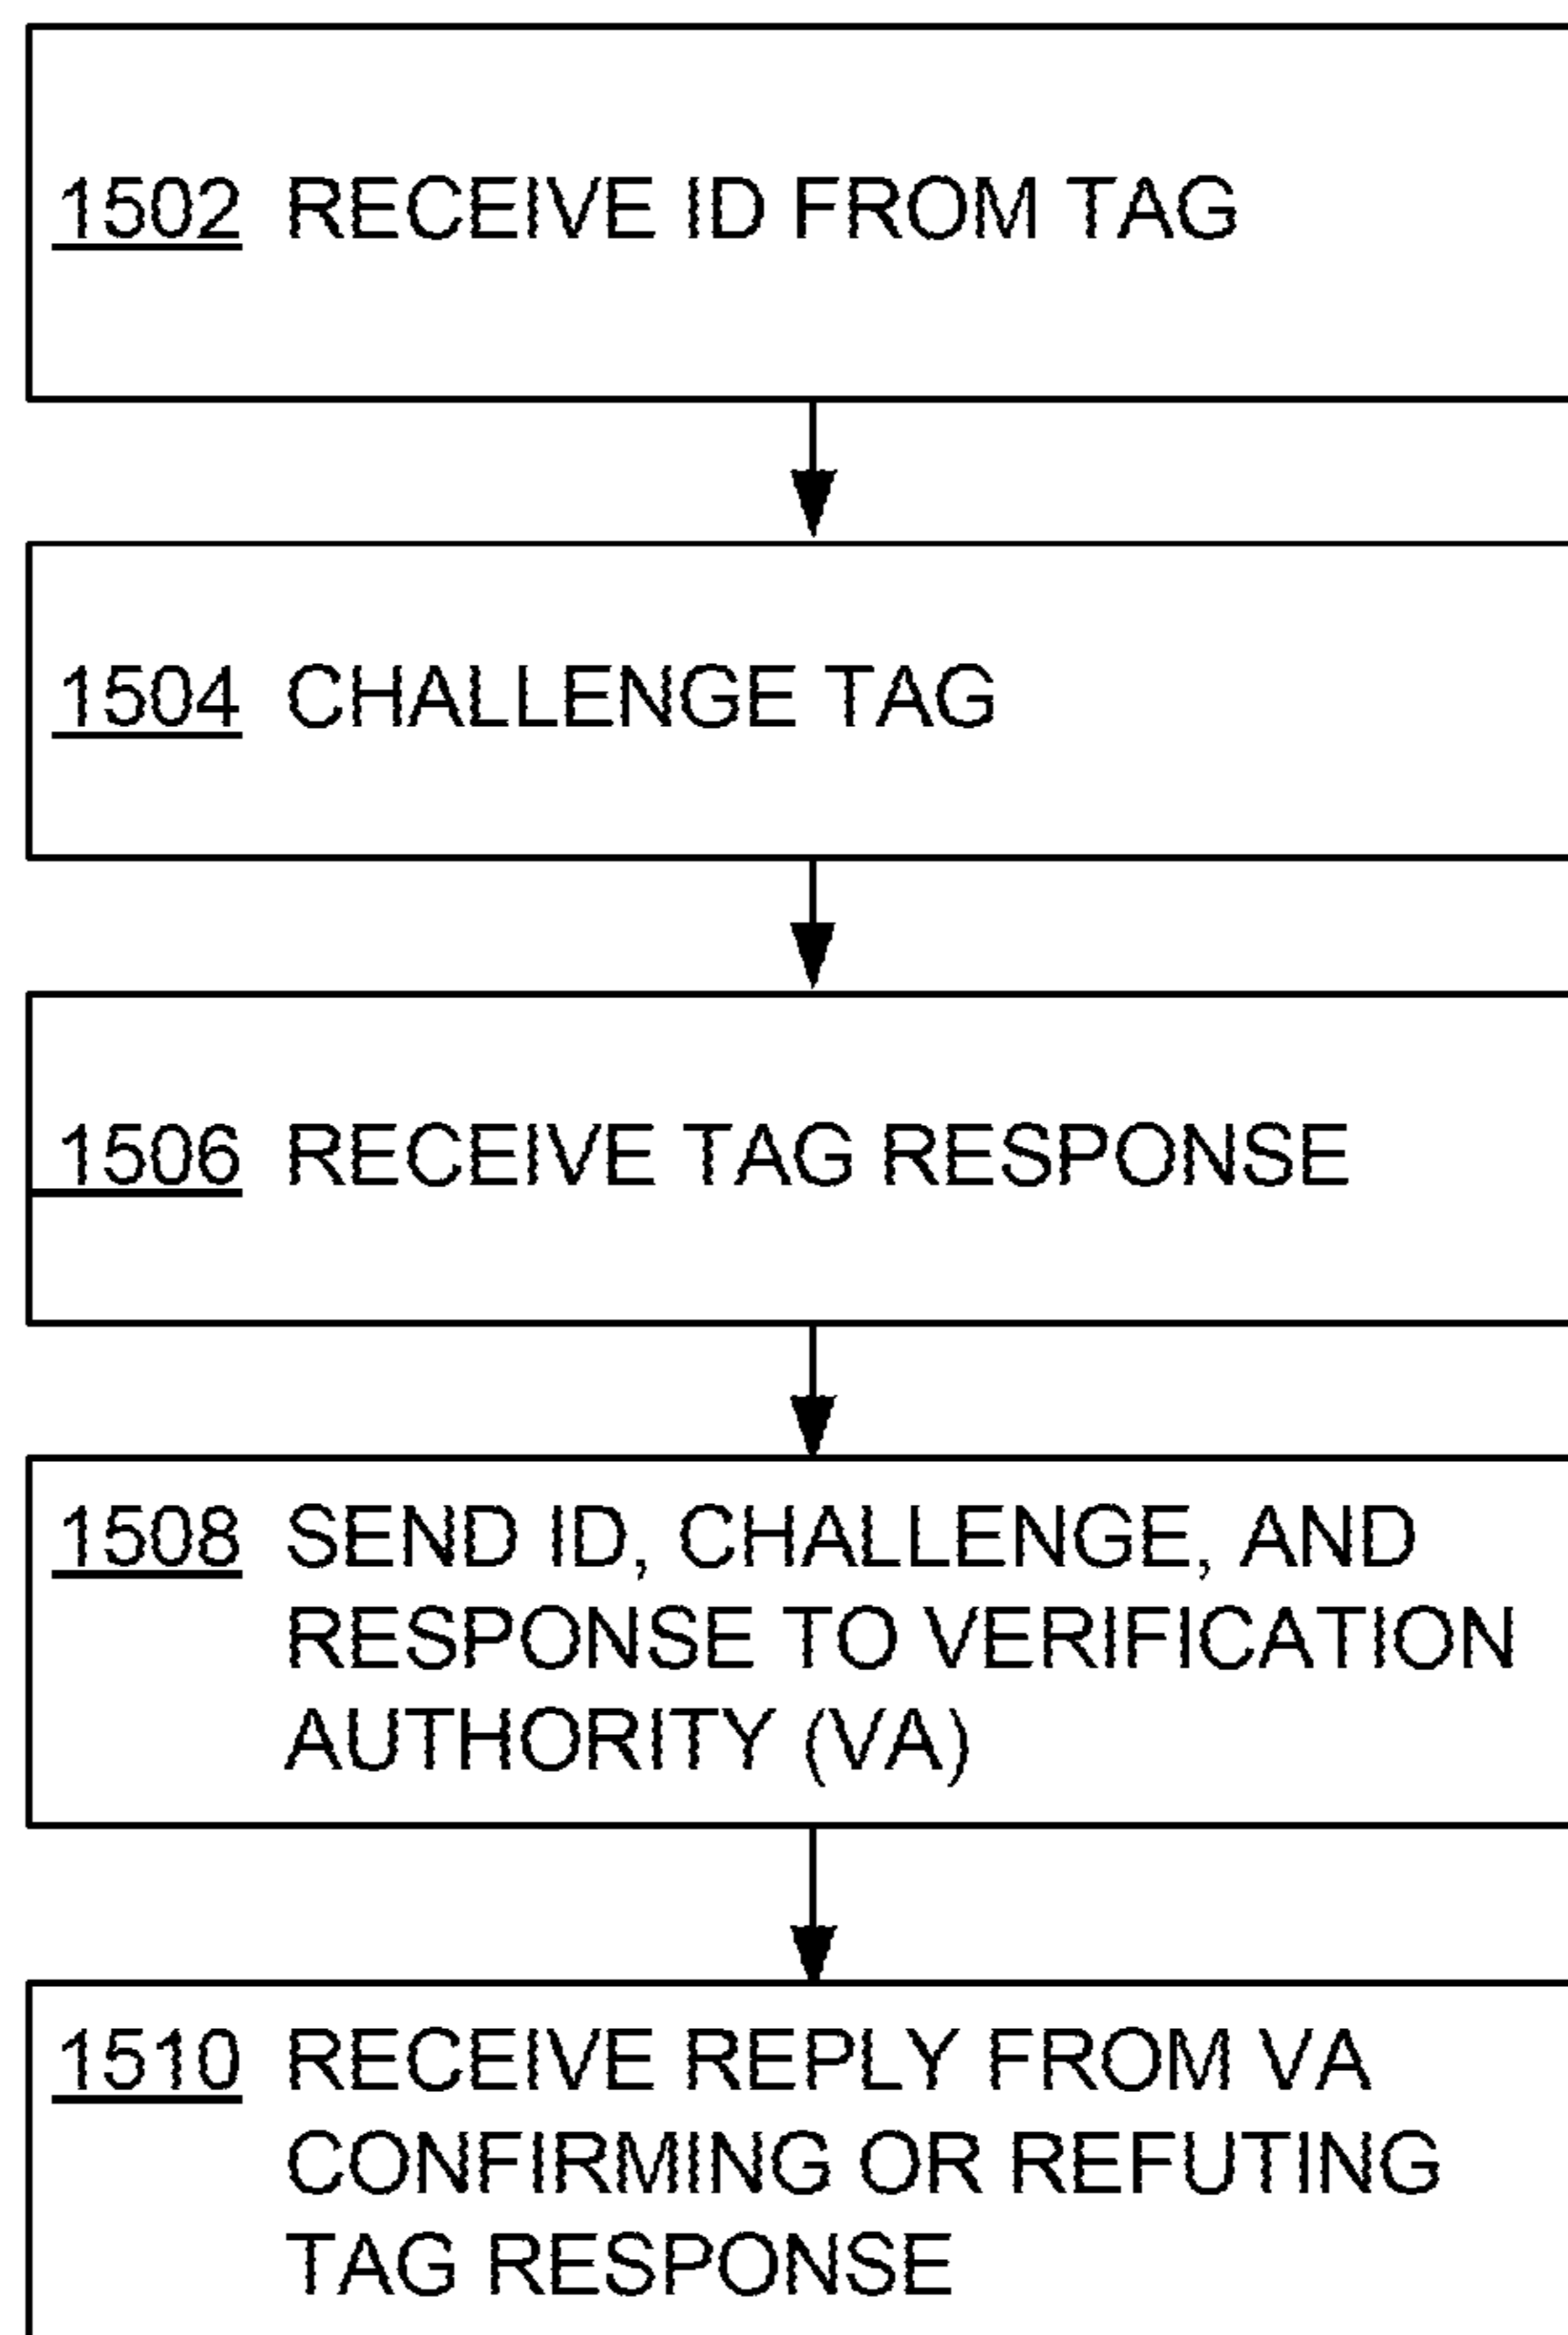 1502 RECEIVE ID FROM TAG
1504 CHALLENGE TAG
1506 RECEIVE TAG RESPONSE
1508 SEND ID, CHALLENGE, AND
RESPONSE TO VERIFICATION
AUTHORITY (VA)
1510 RECEIVE REPLY FROM VA
CONFIRMING OR REFUTING
TAG RESPONSE